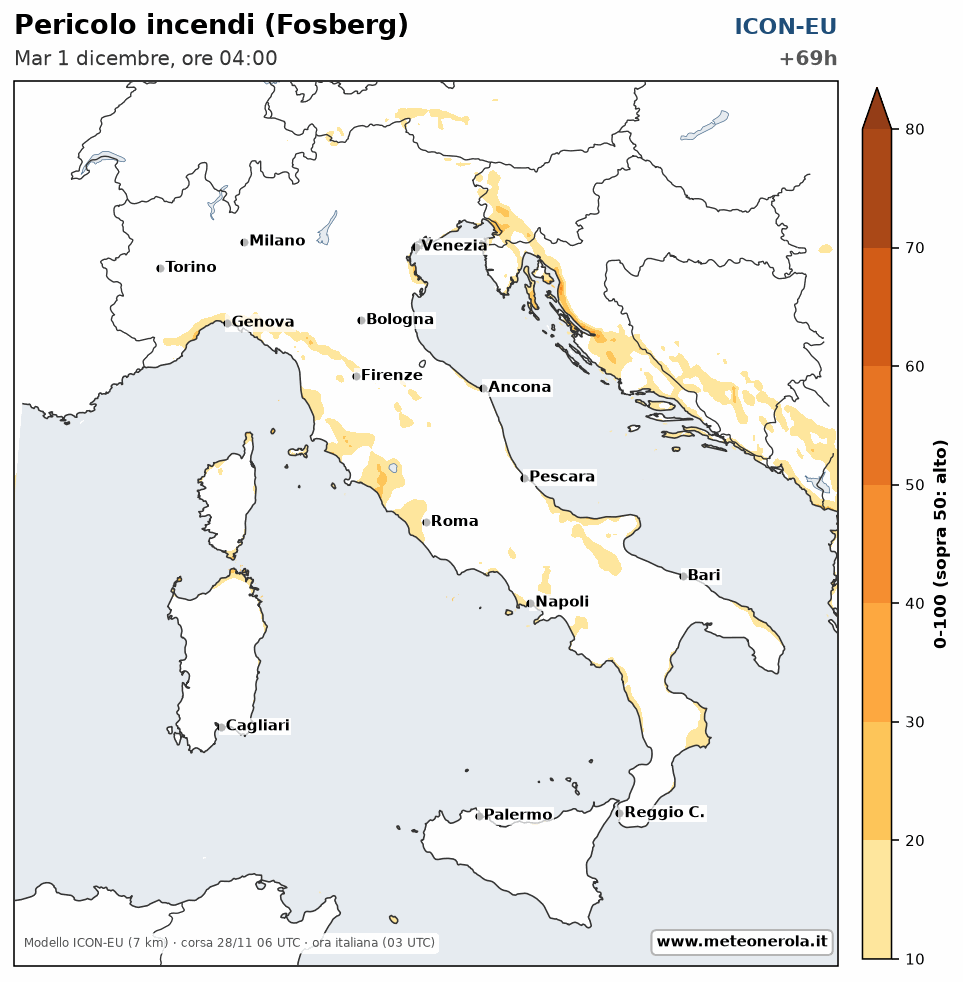 Pericolo incendi (Fosberg)
ICON-EU
Mar 1 dicembre, ore 04:00
+69h
Milano
Venezia
Torino
Genova
Bologna
Firenze
Ancona
Pescara
Roma
Bari
Napoli
Cagliari
Palermo
Reggio C.
80
70
60
50
40
30
20
10
0-100 (sopra 50: alto)
Modello ICON-EU (7 km) · corsa 28/11 06 UTC · ora italiana (03 UTC)
www.meteonerola.it